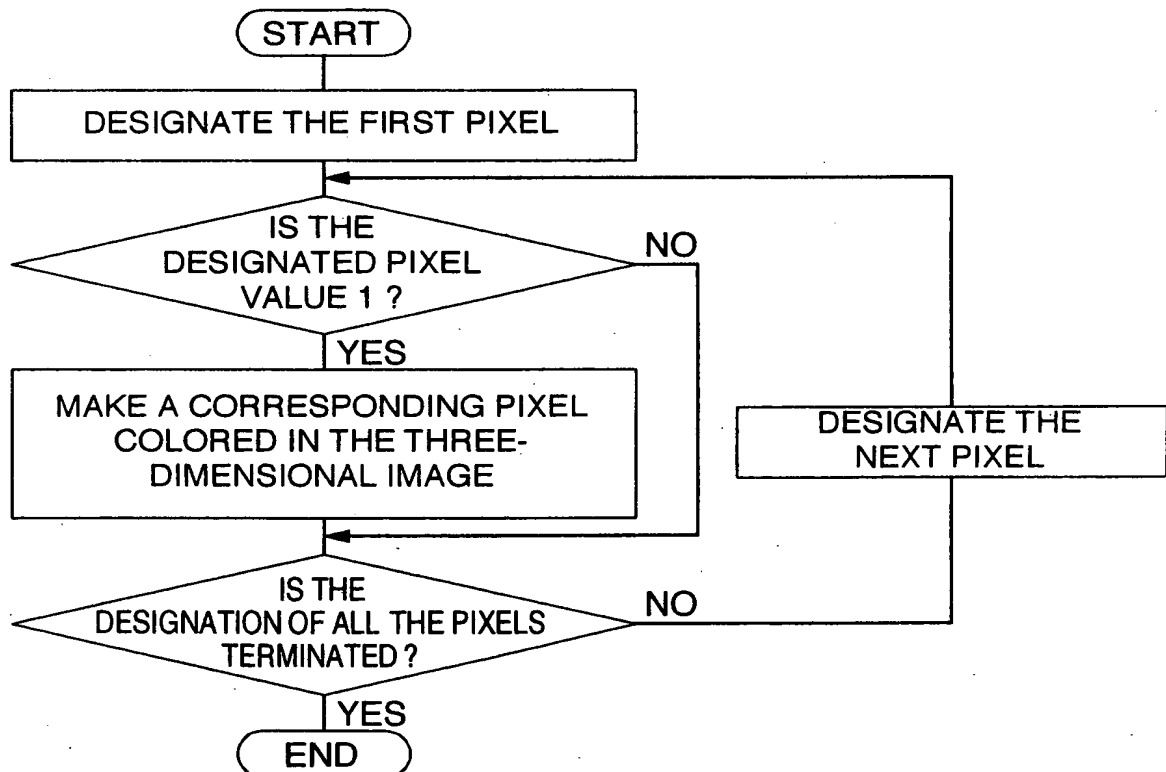 START
DESIGNATE THE FIRST PIXEL
IS THE
DESIGNATED PIXEL
VALUE 1 ?
NO
YES
MAKE A CORRESPONDING PIXEL
COLORED IN THE THREE-
DIMENSIONAL IMAGE
DESIGNATE THE
NEXT PIXEL
IS THE
DESIGNATION OF ALL THE PIXELS
TERMINATED ?
NO
YES
END